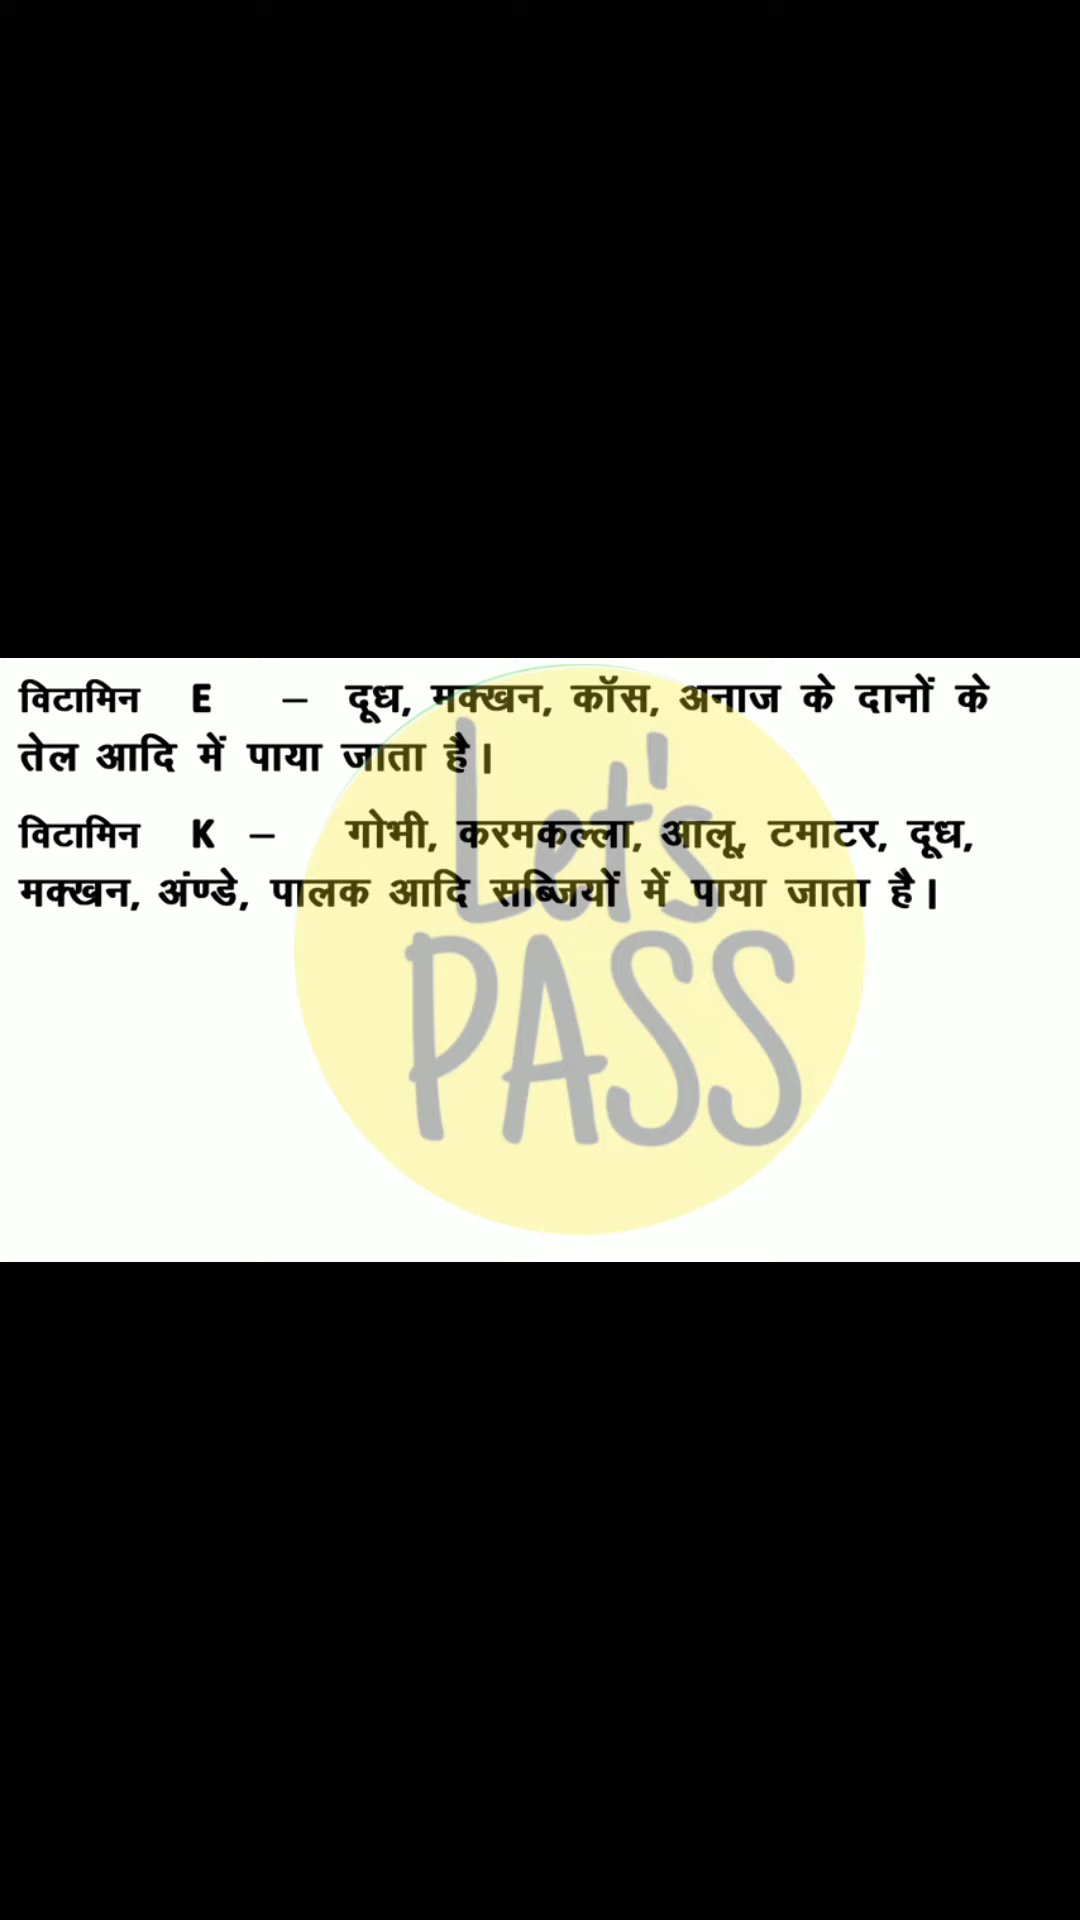 विटामिन E – दूध, मक्खन, कॉस, अनाज के दानों के
तेल आदि में पाया जाता है।
विटामिन K – गोभी, करमकल्ला, आलू, टमाटर, दूध,
मक्खन, अंण्डे, पालक आदि सब्जियों में पाया जाता है।
Let's
PASS